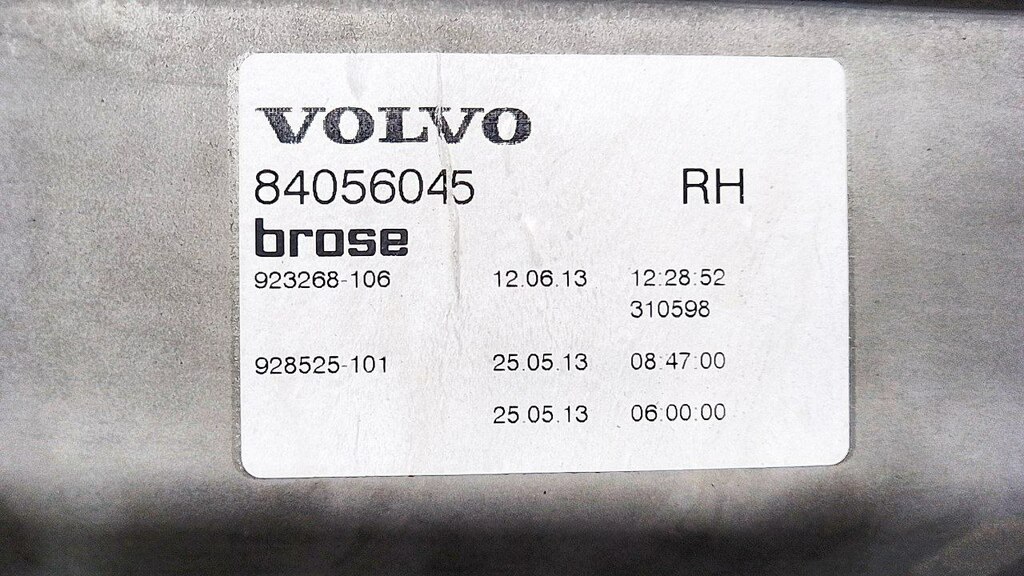 VOLVO
84056045 RH
brose
923268-106 12.06.13 12:28:52
310598
928525-101 25.05.13 08:47:00
25.05.13 06:00:00